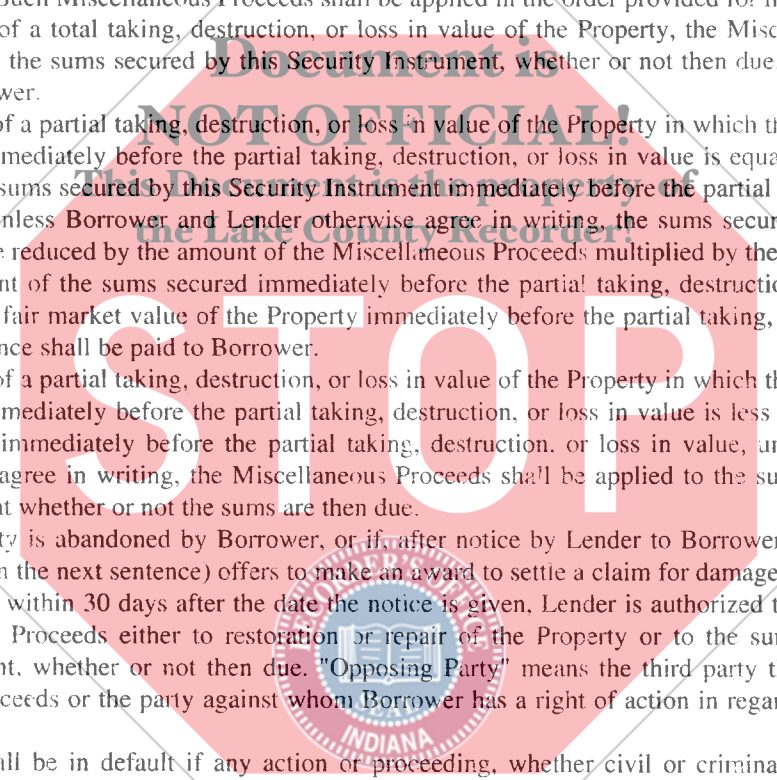 of a total taking, destruction, or loss in value of the Property, the Misc
Document is
the sums secured by this Security Instrument, whether or not then due
wer.
NOT OFFICIAL!
of a partial taking, destruction, or loss in value of the Property in which th
mediately before the partial taking, destruction, or loss in value is equa
This Document is the property of
sums secured by this Security Instrument immediately before the partial
nless Borrower and Lender otherwise agree in writing, the sums secur
the Lake County Recorder!
e reduced by the amount of the Miscellaneous Proceeds multiplied by the
nt of the sums secured immediately before the partial taking, destructio
fair market value of the Property immediately before the partial taking,
nce shall be paid to Borrower.
STOP
of a partial taking, destruction, or loss in value of the Property in which th
mediately before the partial taking, destruction, or loss in value is less
immediately before the partial taking, destruction. or loss in value, un
agree in writing, the Miscellaneous Proceeds shall be applied to the su
nt whether or not the sums are then due.
ty is abandoned by Borrower, or if, after notice by Lender to Borrower
n the next sentence) offers to make an award to settle a claim for damage
within 30 days after the date the notice is given, Lender is authorized t
Proceeds either to restoration or repair of the Property or to the su
nt, whether or not then due. "Opposing Party" means the third party t
ceeds or the party against whom Borrower has a right of action in regar
RECORDER'S OFFICE
SEAL
INDIANA
all be in default if any action or proceeding, whether civil or crimina